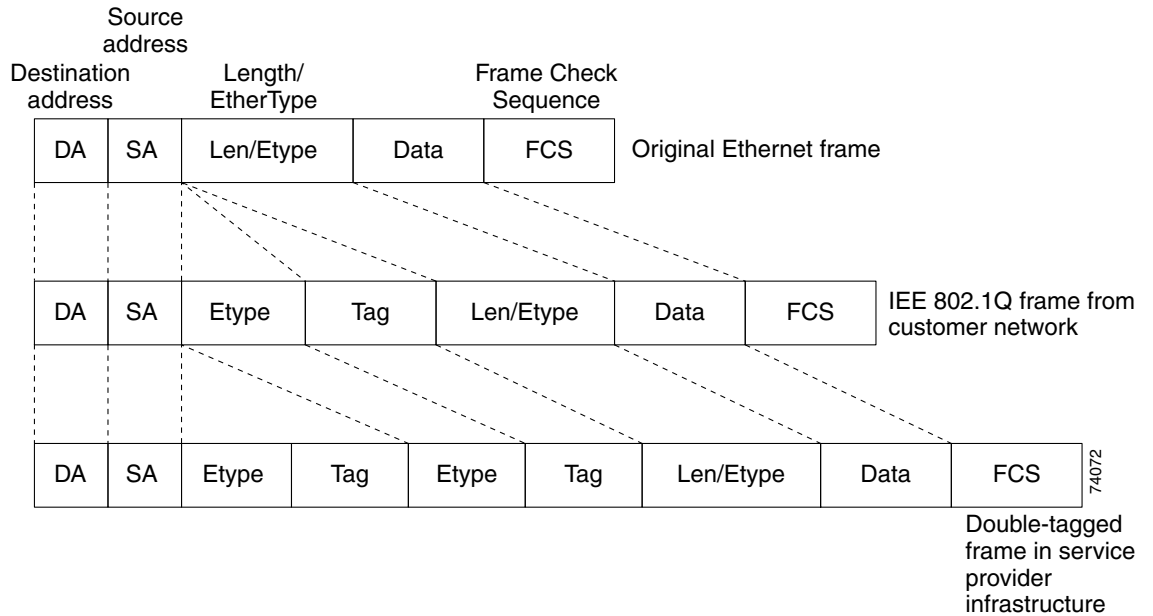 Source
address
Destination
address
Length/
EtherType
Frame Check
Sequence
DA SA Len/Etype Data FCS Original Ethernet frame
DA SA Etype Tag Len/Etype Data FCS IEE 802.1Q frame from
customer network
DA SA Etype Tag Etype Tag Len/Etype Data FCS 74072
Double-tagged
frame in service
provider
infrastructure